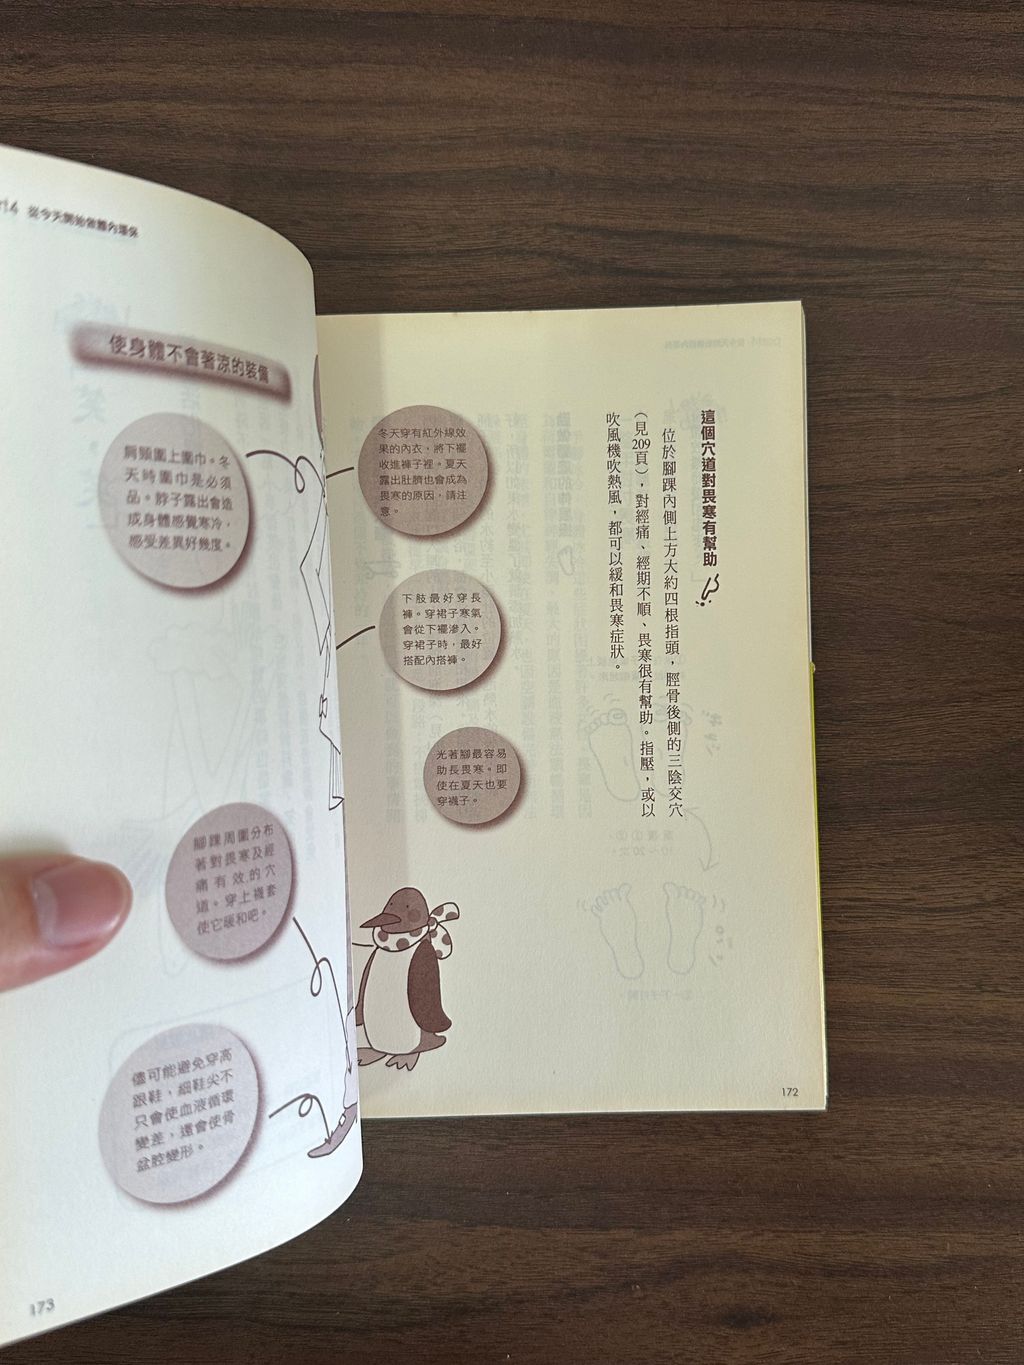 這個穴道對畏寒有幫助
位於腳踝內側上方大約四根指頭，脛骨後側的三陰交穴
（見209頁），對經痛、經期不順、畏寒很有幫助。指壓，或以
吹風機吹熱風，都可以緩和畏寒症狀。
冬天穿有紅外線效
果的內衣，將下襬
收進褲子裡。夏天
露出肚臍也會成為
畏寒的原因，請注
意。
下肢最好穿長
褲。穿裙子寒氣
會從下襬滲入。
穿裙子時，最好
搭配內搭褲。
光著腳最容易
助長畏寒。即
使在夏天也要
穿襪子。
172
從今天開始做體內環保
使身體不會著涼的裝備
肩頸圍上圍巾。冬
天時圍巾是必須
品。脖子露出會造
成身體感覺寒冷，
感受差異好幾度。
腳踝周圍分布
著對畏寒及經
痛有效的穴
道。穿上襪套
使它暖和吧。
儘可能避免穿高
跟鞋，細鞋尖不
只會使血液循環
變差，還會使骨
盆腔變形。
173